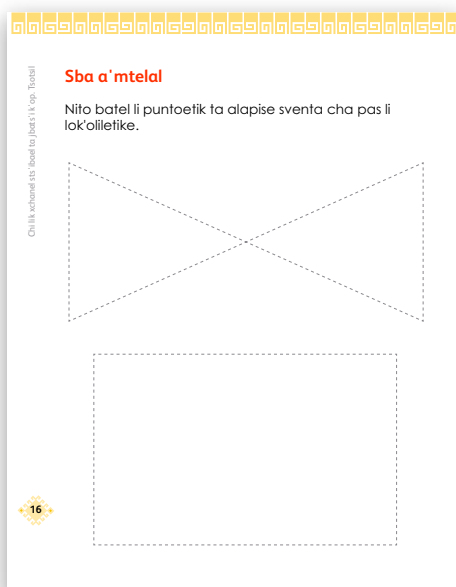 Sba a'mtelal
Nito batel li puntoetik ta alapise sventa cha pas li
lok'oliletike.
Chi lik xchanel sts'ibael ta jbats'i k'op. Tsotsil
16